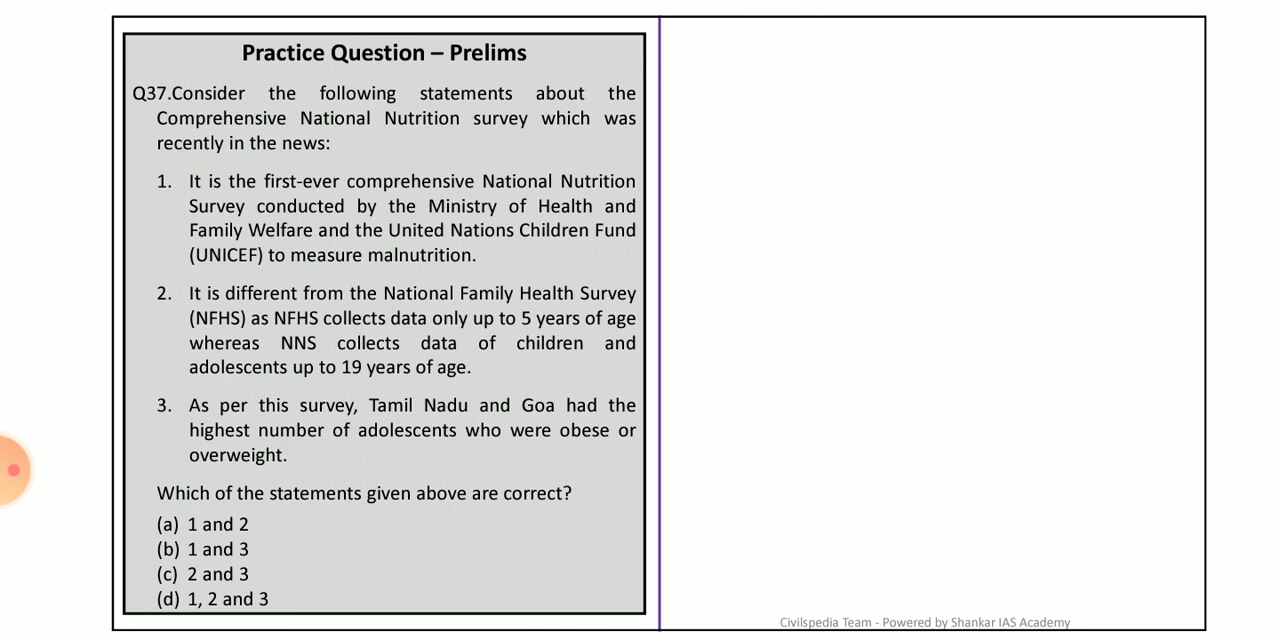 Practice Question – Prelims
Q37.Consider the following statements about the
Comprehensive National Nutrition survey which was
recently in the news:
1. It is the first-ever comprehensive National Nutrition
Survey conducted by the Ministry of Health and
Family Welfare and the United Nations Children Fund
(UNICEF) to measure malnutrition.
2. It is different from the National Family Health Survey
(NFHS) as NFHS collects data only up to 5 years of age
whereas NNS collects data of children and
adolescents up to 19 years of age.
3. As per this survey, Tamil Nadu and Goa had the
highest number of adolescents who were obese or
overweight.
Which of the statements given above are correct?
(a) 1 and 2
(b) 1 and 3
(c) 2 and 3
(d) 1, 2 and 3
Civilspedia Team - Powered by Shankar IAS Academy